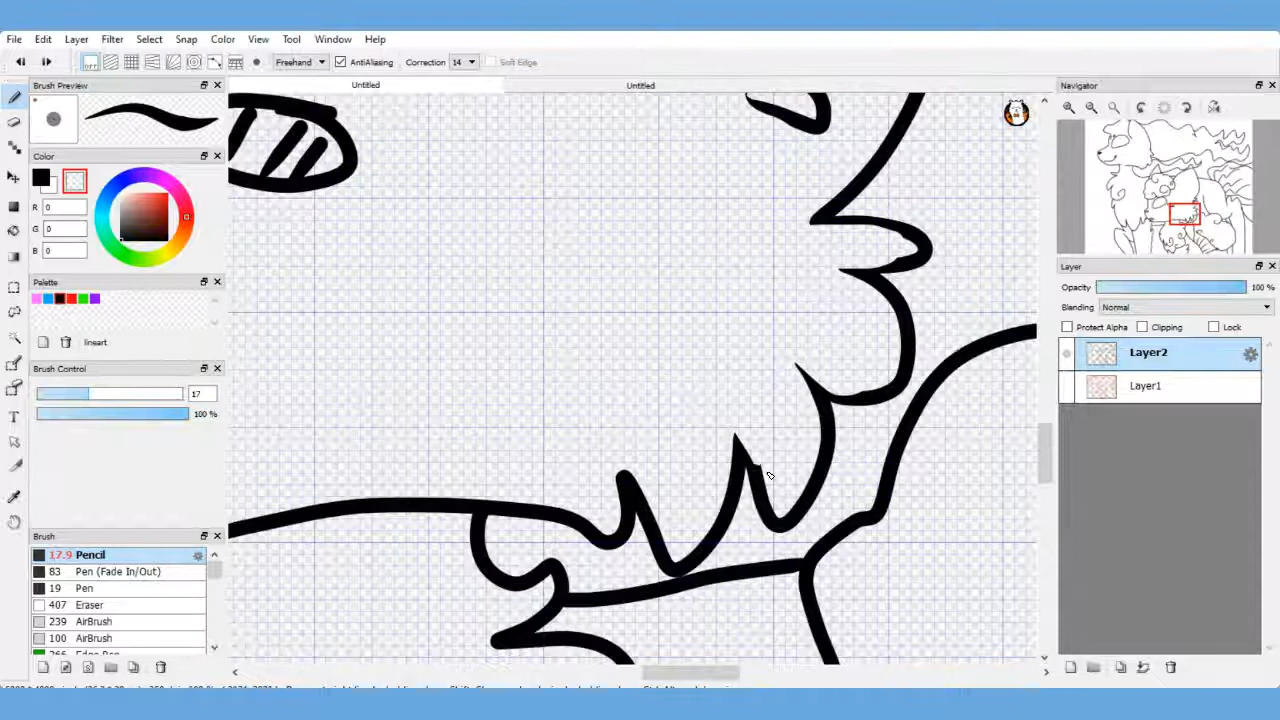 File Edit Layer Filter Select Snap Color View Tool Window Help
OFF Freehand AntiAliasing Correction 14 Soft Edge
Brush Preview
Untitled Untitled
Navigator
Color
R 0
G 0
B 0
Palette
lineart
Brush Control
17
100 %
Brush
17.9 Pencil
83 Pen (Fade In/Out)
19 Pen
407 Eraser
239 AirBrush
100 AirBrush
Layer
Opacity 100 %
Blending Normal
Protect Alpha Clipping Lock
Layer2
Layer1